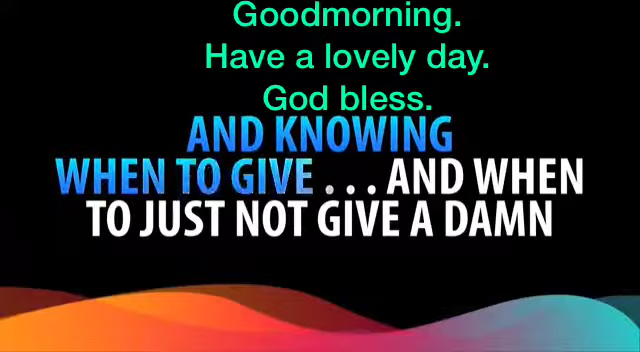 Goodmorning.
Have a lovely day.
God bless.
AND KNOWING
WHEN TO GIVE . . . AND WHEN
TO JUST NOT GIVE A DAMN